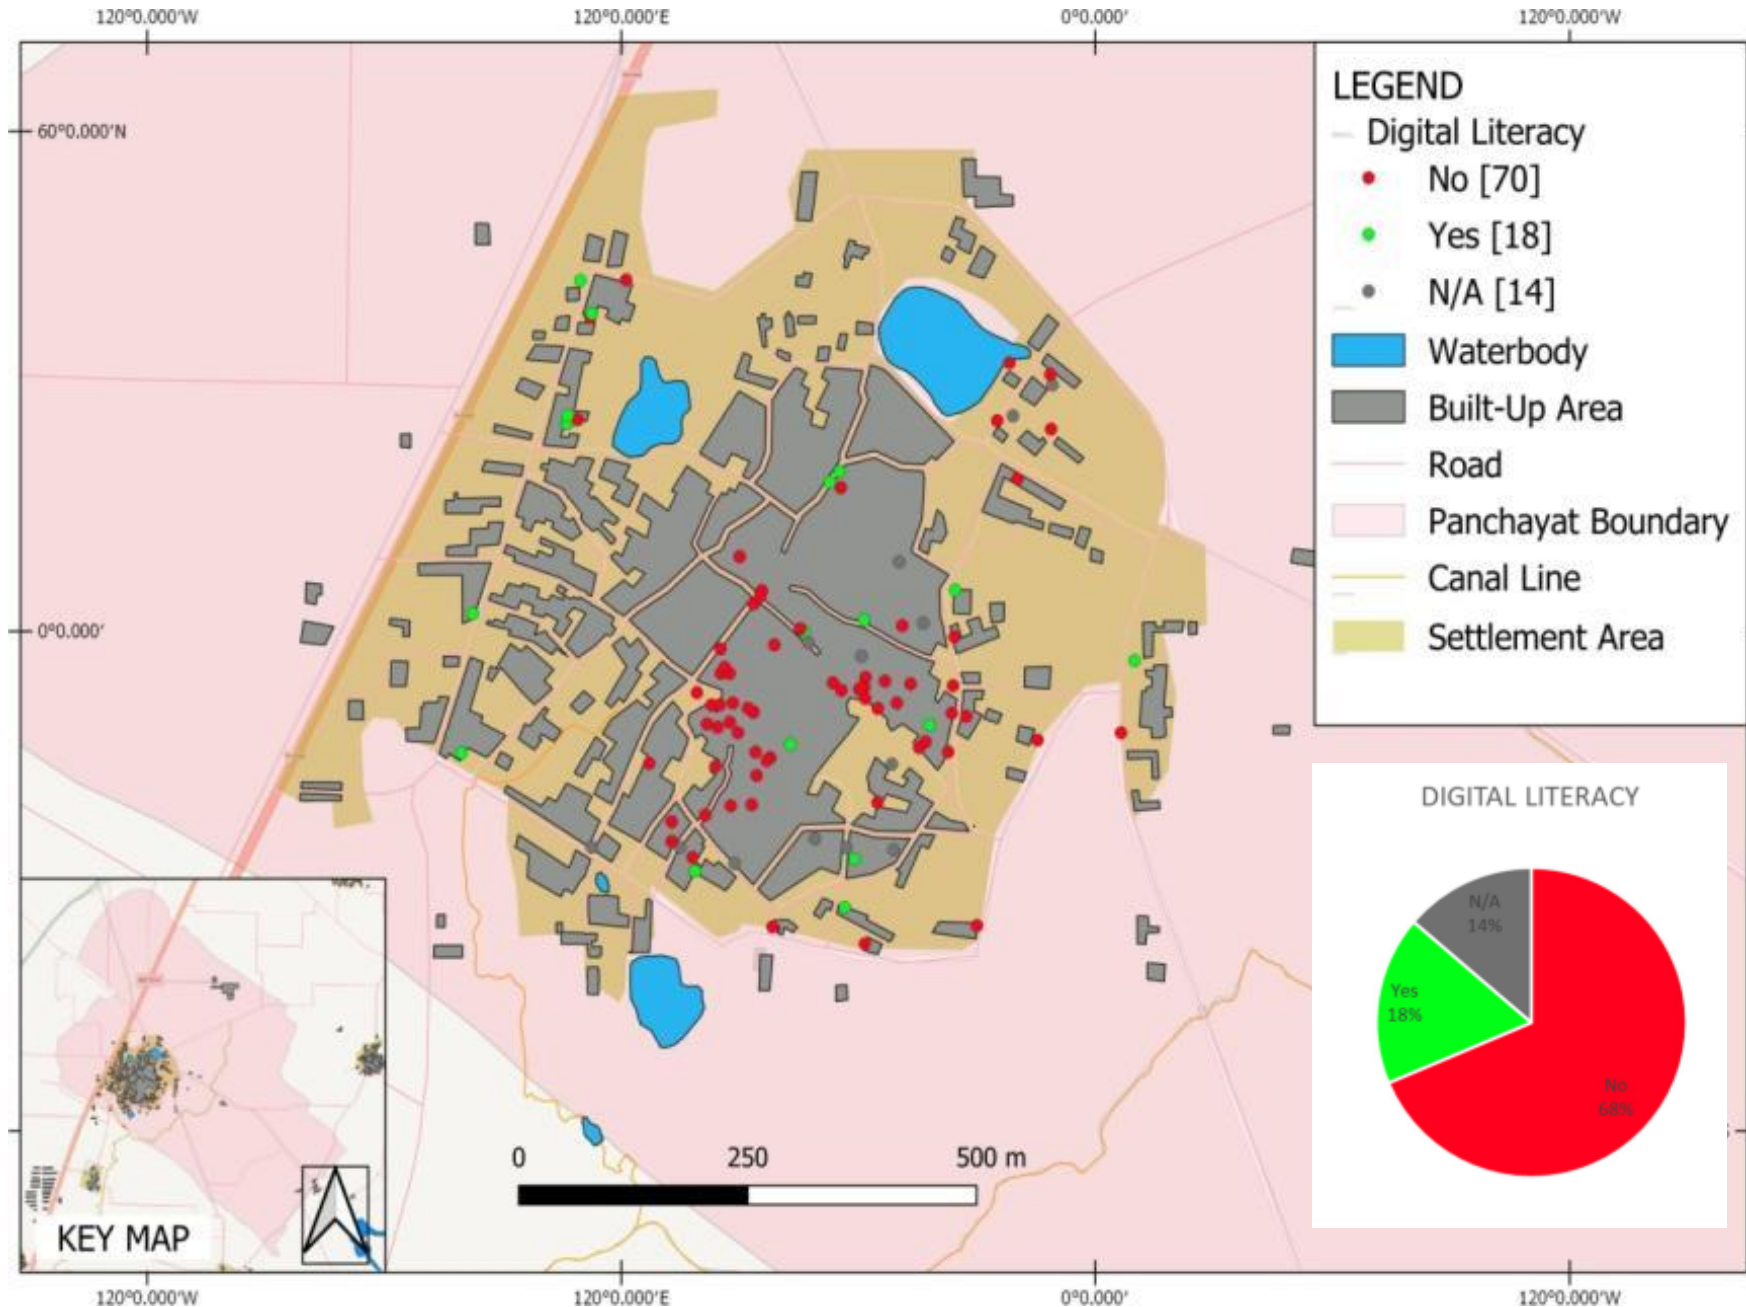 120°0.000'W
120°0.000'E
0°0.000'
120°0.000'W
60°0.000'N
0°0.000'
LEGEND
Digital Literacy
No [70]
Yes [18]
N/A [14]
Waterbody
Built-Up Area
Road
Panchayat Boundary
Canal Line
Settlement Area
DIGITAL LITERACY
N/A
14%
Yes
18%
No
68%
0 250 500 m
KEY MAP
120°0.000'W
120°0.000'E
0°0.000'
120°0.000'W